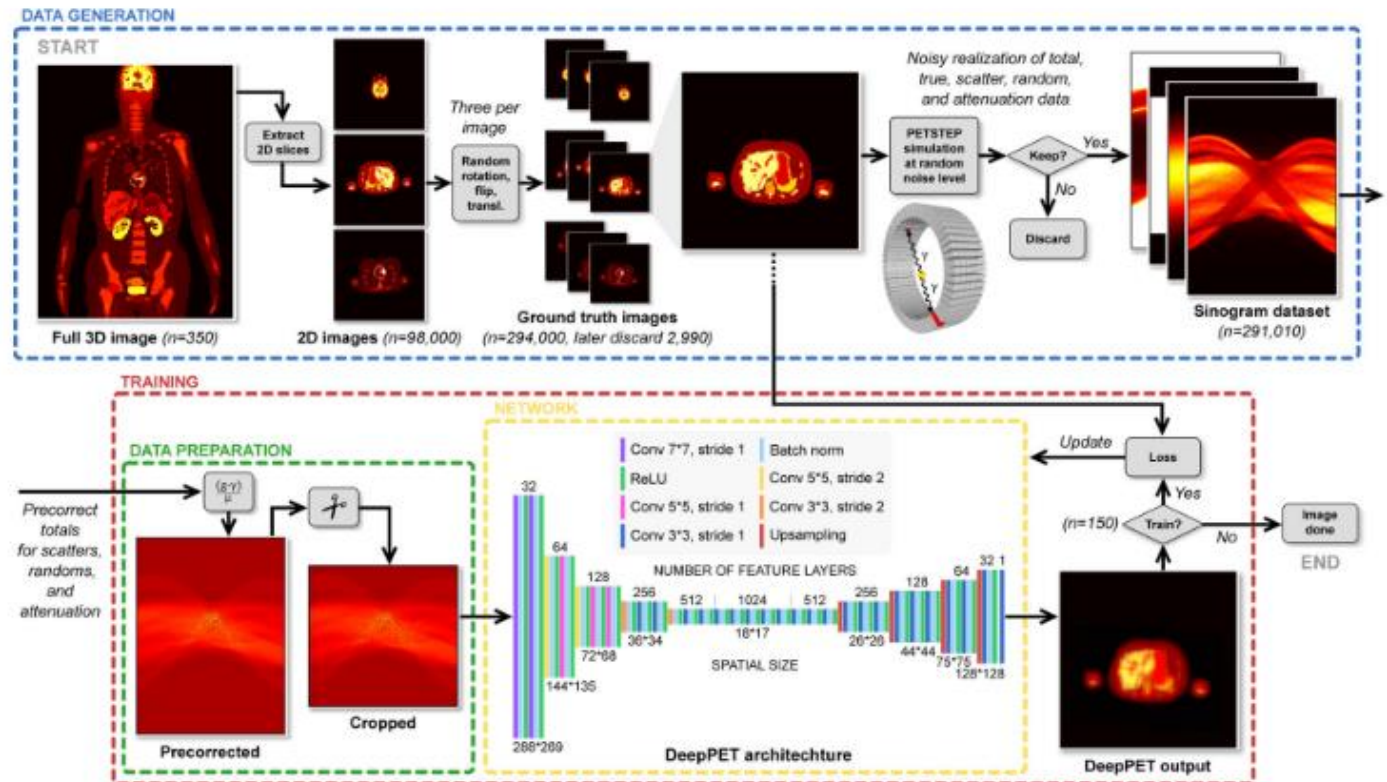 DATA GENERATION
START
Extract
2D slices
Full 3D image (n=350)
2D images (n=98,000)
Three per
image
Random
rotation,
flip,
transl.
Ground truth images
(n=294,000, later discard 2,990)
Noisy realization of total,
true, scatter, random,
and attenuation data
PETSTEP
simulation
at random
noise level
γ
γ
Keep?
Yes
No
Discard
Sinogram dataset
(n=291,010)
TRAINING
DATA PREPARATION
Precorrect
totals
for scatters,
randoms,
and
attenuation
μ
Precorrected
Cropped
NETWORK
Conv 7*7, stride 1
ReLU
Conv 5*5, stride 1
Conv 3*3, stride 1
Batch norm
Conv 5*5, stride 2
Conv 3*3, stride 2
Upsampling
NUMBER OF FEATURE LAYERS
32
64
128
256
512
1024
512
256
128
64
32 1
288*269
144*135
72*68
36*34
18*17
26*26
44*44
75*75
128*128
SPATIAL SIZE
DeepPET architechture
Update
Loss
Yes
(n=150)
Train?
No
Image
done
END
DeepPET output